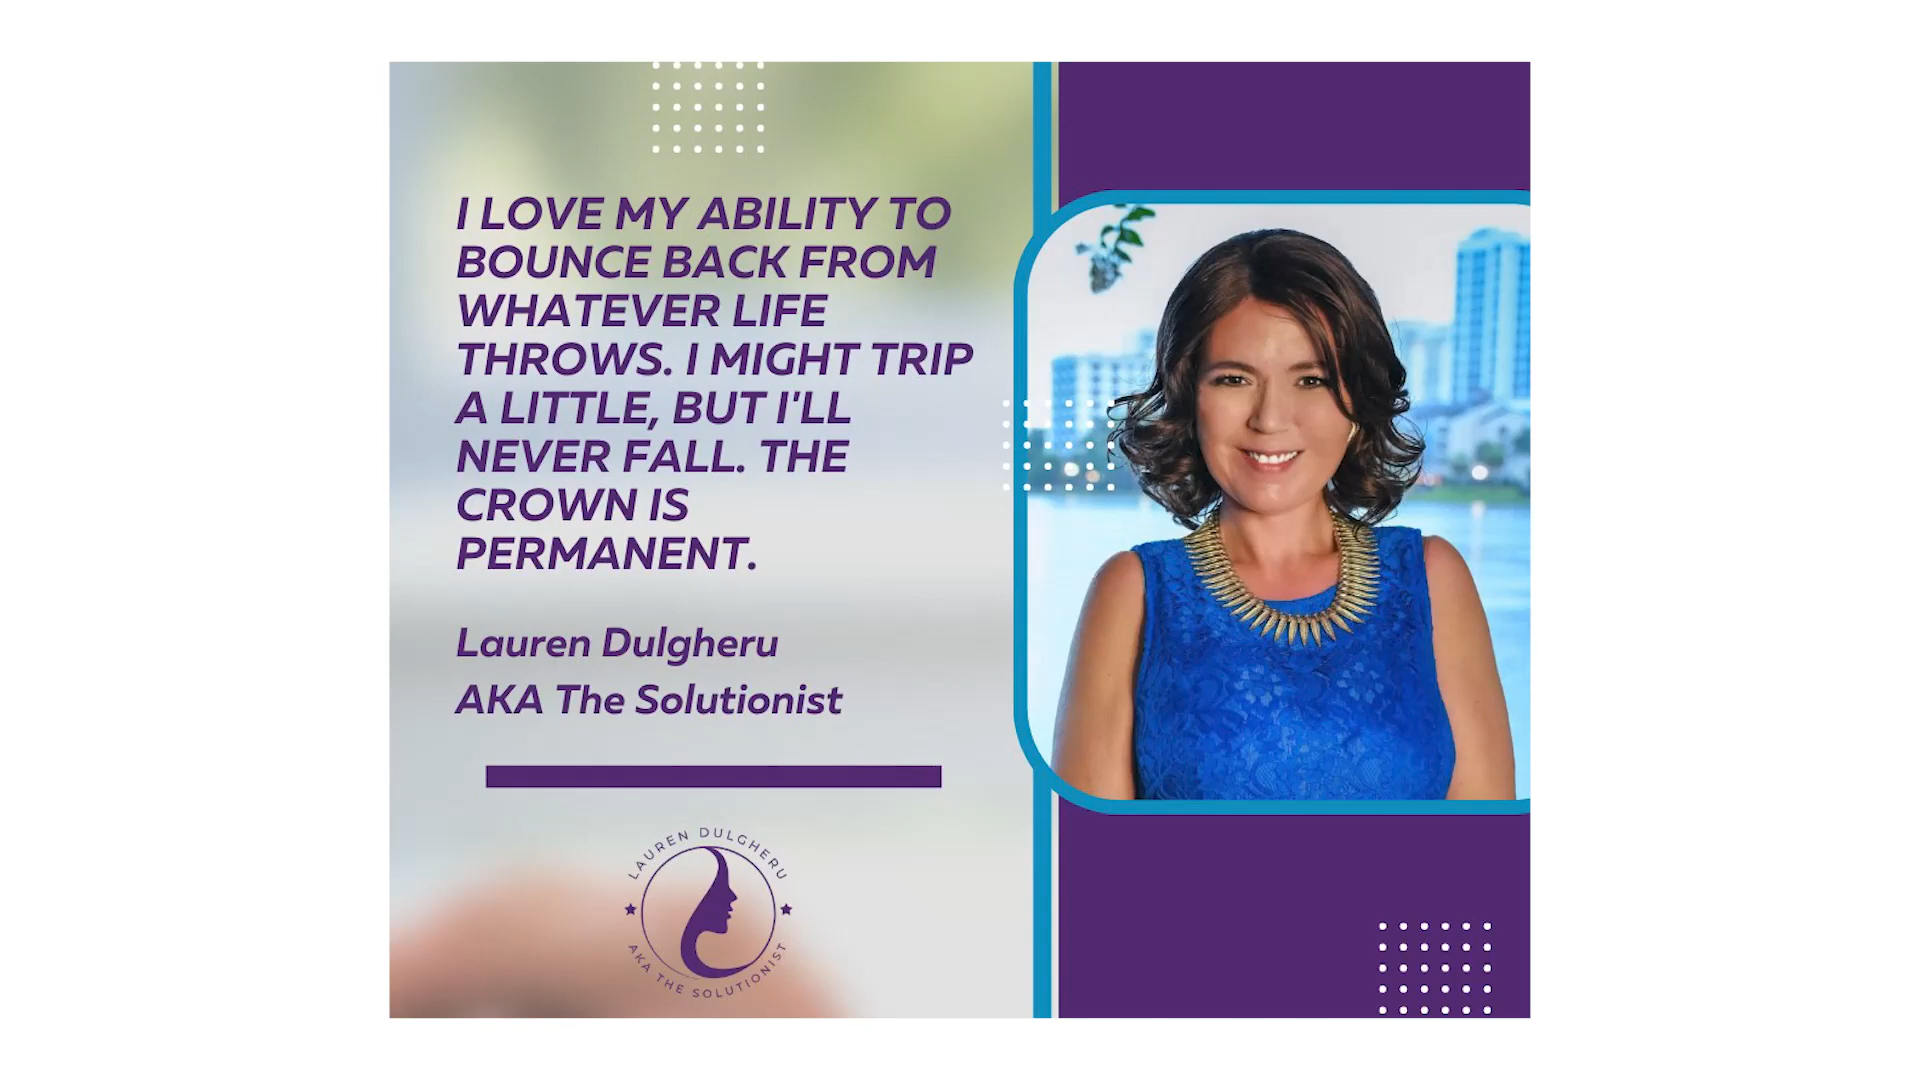 I LOVE MY ABILITY TO
BOUNCE BACK FROM
WHATEVER LIFE
THROWS. I MIGHT TRIP
A LITTLE, BUT I'LL
NEVER FALL. THE
CROWN IS
PERMANENT.
Lauren Dulgheru
AKA The Solutionist
LAUREN DULGHERU
AKA THE SOLUTIONIST